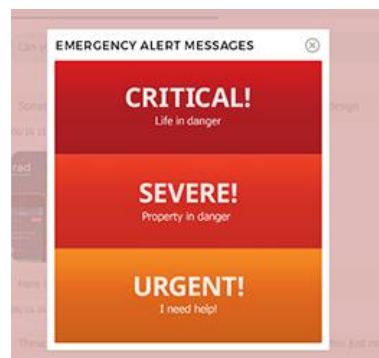 EMERGENCY ALERT MESSAGES
CRITICAL!
Life in danger
SEVERE!
Property in danger
URGENT!
I need help!